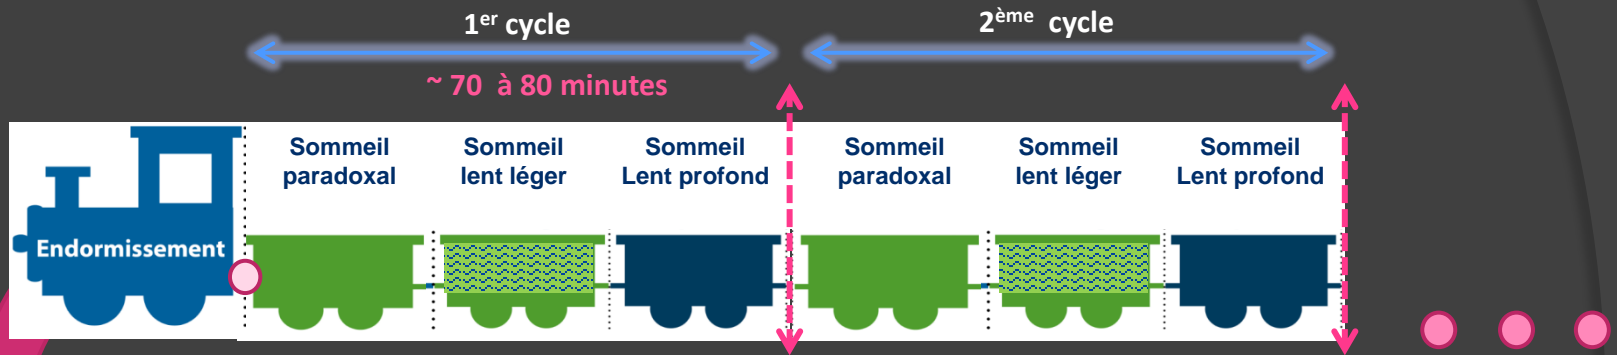 1er cycle
2ème cycle
~ 70 à 80 minutes
Endormissement
Sommeil
paradoxal
Sommeil
lent léger
Sommeil
Lent profond
Sommeil
paradoxal
Sommeil
lent léger
Sommeil
Lent profond